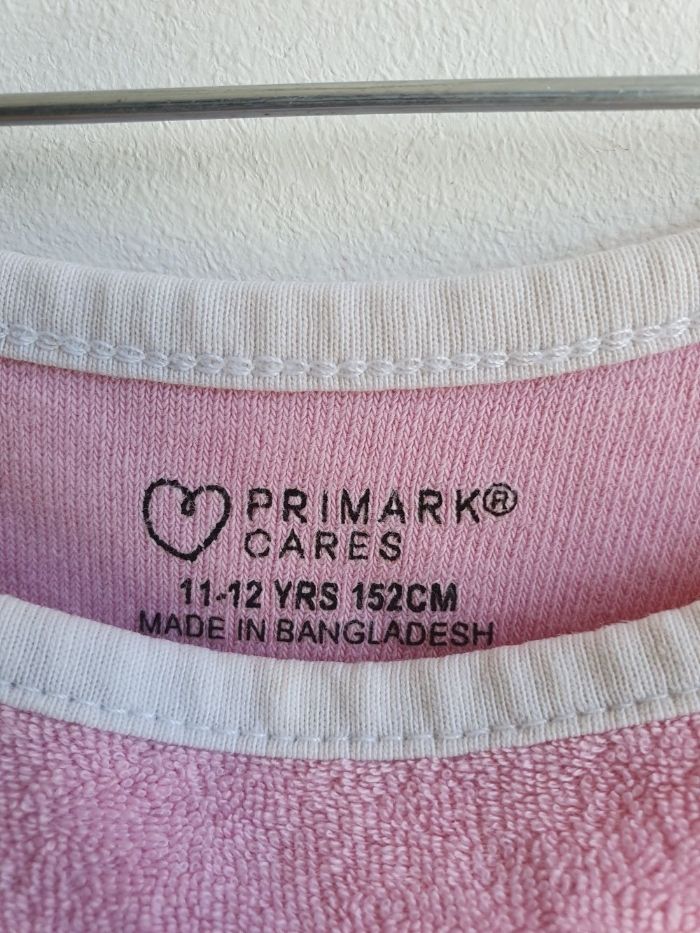 PRIMARK®
CARES
11-12 YRS 152CM
MADE IN BANGLADESH